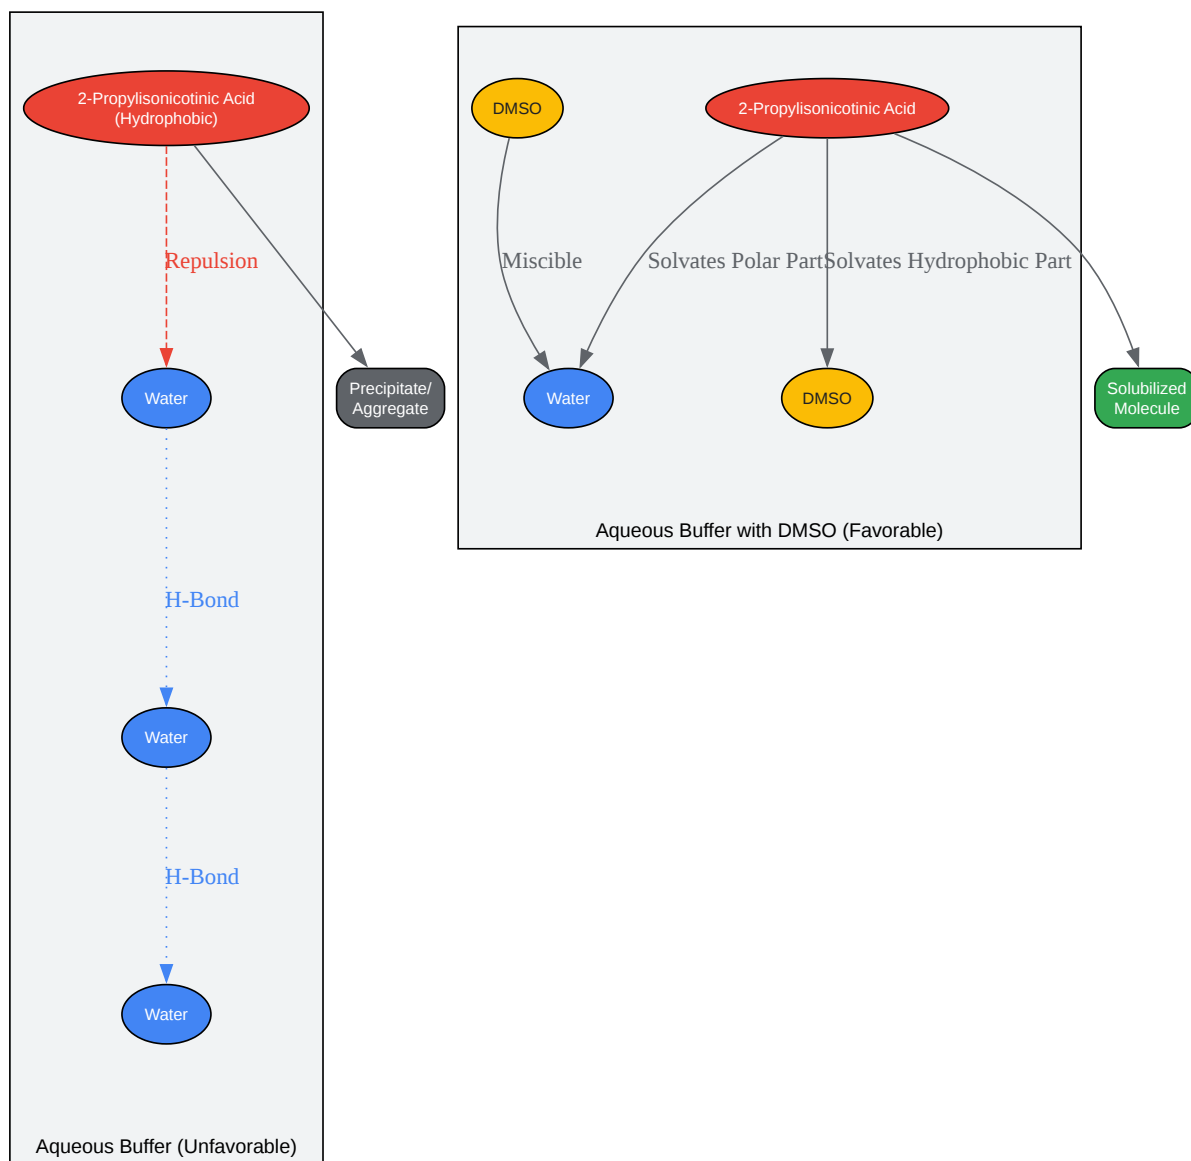 2-Propylisonicotinic Acid
(Hydrophobic)
Repulsion
Water
Precipitate/
Aggregate
H-Bond
Water
H-Bond
Water
Aqueous Buffer (Unfavorable)
DMSO
2-Propylisonicotinic Acid
Miscible
Solvates Polar Part
Solvates Hydrophobic Part
Water
DMSO
Solubilized
Molecule
Aqueous Buffer with DMSO (Favorable)